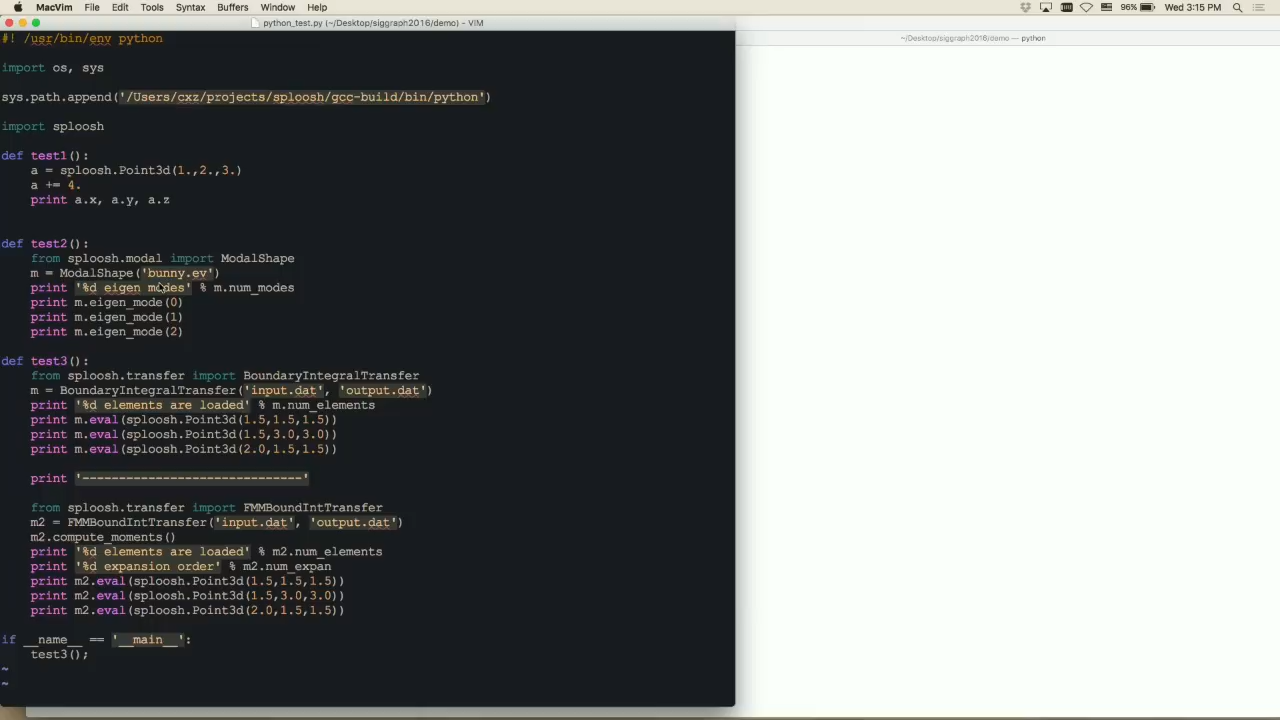 MacVim File Edit Tools Syntax Buffers Window Help 96% Wed 3:15 PM
python_test.py (~/Desktop/siggraph2016/demo) - VIM
~/Desktop/siggraph2016/demo — python
#! /usr/bin/env python
import os, sys
sys.path.append('/Users/cxz/projects/sploosh/gcc-build/bin/python')
import sploosh
def test1():
a = sploosh.Point3d(1.,2.,3.)
a += 4.
print a.x, a.y, a.z
def test2():
from sploosh.modal import ModalShape
m = ModalShape('bunny.ev')
print '%d eigen modes' % m.num_modes
print m.eigen_mode(0)
print m.eigen_mode(1)
print m.eigen_mode(2)
def test3():
from sploosh.transfer import BoundaryIntegralTransfer
m = BoundaryIntegralTransfer('input.dat', 'output.dat')
print '%d elements are loaded' % m.num_elements
print m.eval(sploosh.Point3d(1.5,1.5,1.5))
print m.eval(sploosh.Point3d(1.5,3.0,3.0))
print m.eval(sploosh.Point3d(2.0,1.5,1.5))
print '------------------------------'
from sploosh.transfer import FMMBoundIntTransfer
m2 = FMMBoundIntTransfer('input.dat', 'output.dat')
m2.compute_moments()
print '%d elements are loaded' % m2.num_elements
print '%d expansion order' % m2.num_expan
print m2.eval(sploosh.Point3d(1.5,1.5,1.5))
print m2.eval(sploosh.Point3d(1.5,3.0,3.0))
print m2.eval(sploosh.Point3d(2.0,1.5,1.5))
if __name__ == '__main__':
test3();
~
~